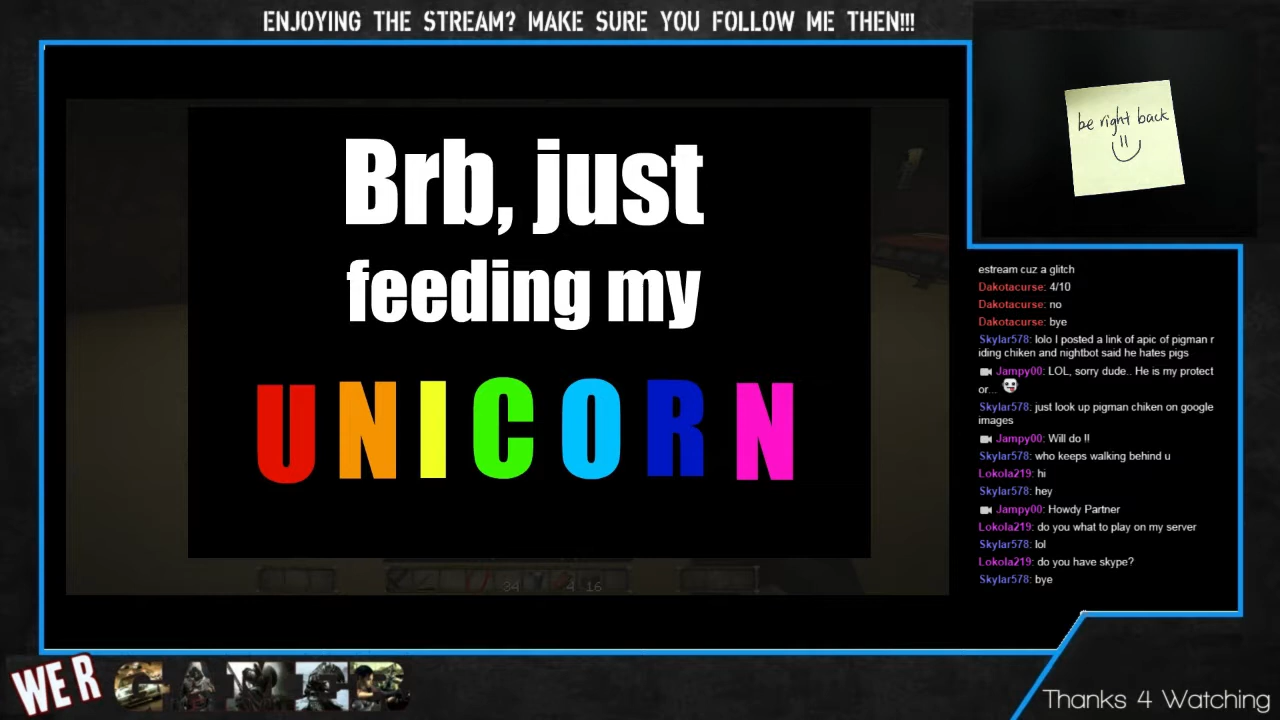 ENJOYING THE STREAM? MAKE SURE YOU FOLLOW ME THEN!!!
be right back
Brb, just
feeding my
UNICORN
estream cuz a glitch
Dakotacurse: 4/10
Dakotacurse: no
Dakotacurse: bye
Skylar578: lolo I posted a link of apic of pigman r
iding chiken and nightbot said he hates pigs
Jampy00: LOL, sorry dude.. He is my protect
or...
Skylar578: just look up pigman chiken on google
images
Jampy00: Will do !!
Skylar578: who keeps walking behind u
Lokola219: hi
Skylar578: hey
Jampy00: Howdy Partner
Lokola219: do you what to play on my server
Skylar578: lol
Lokola219: do you have skype?
Skylar578: bye
34 4 16
WE R GAMERS
Thanks 4 Watching